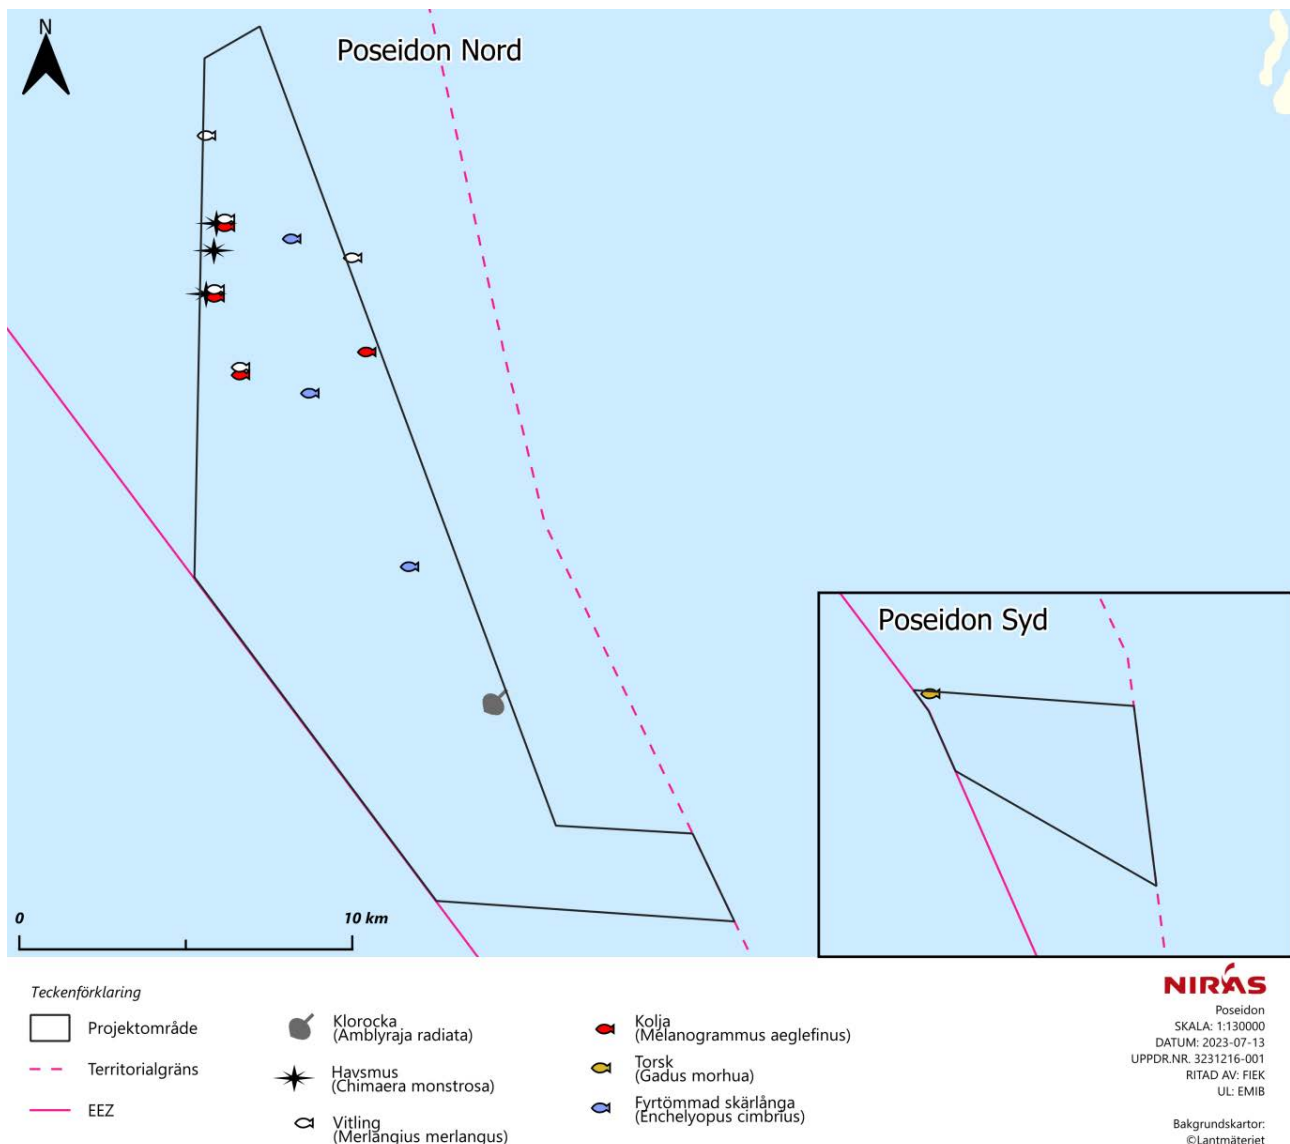 N
Poseidon Nord
Poseidon Syd
0
10 km
Teckenförklaring
Projektområde
Territorialgräns
EEZ
Klorocka
(Amblyraja radiata)
Havsmus
(Chimaera monstrosa)
Vitling
(Merlangius merlangus)
Kolja
(Melanogrammus aeglefinus)
Torsk
(Gadus morhua)
Fyrtömmad skärlånga
(Enchelyopus cimbrius)
NIRAS
Poseidon
SKALA: 1:130000
DATUM: 2023-07-13
UPPDR.NR. 3231216-001
RITAD AV: FIEK
UL: EMIB
Bakgrundskartor:
©Lantmäteriet